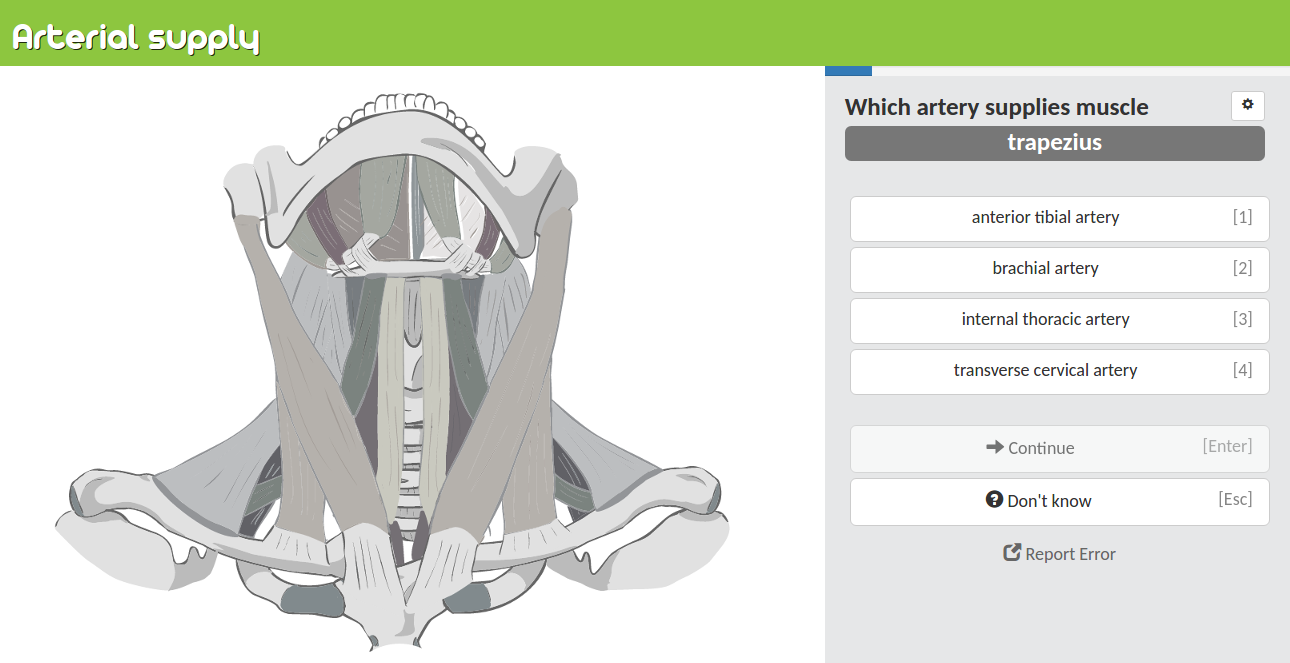 Arterial supply
Which artery supplies muscle
trapezius
anterior tibial artery [1]
brachial artery [2]
internal thoracic artery [3]
transverse cervical artery [4]
Continue [Enter]
Don't know [Esc]
Report Error